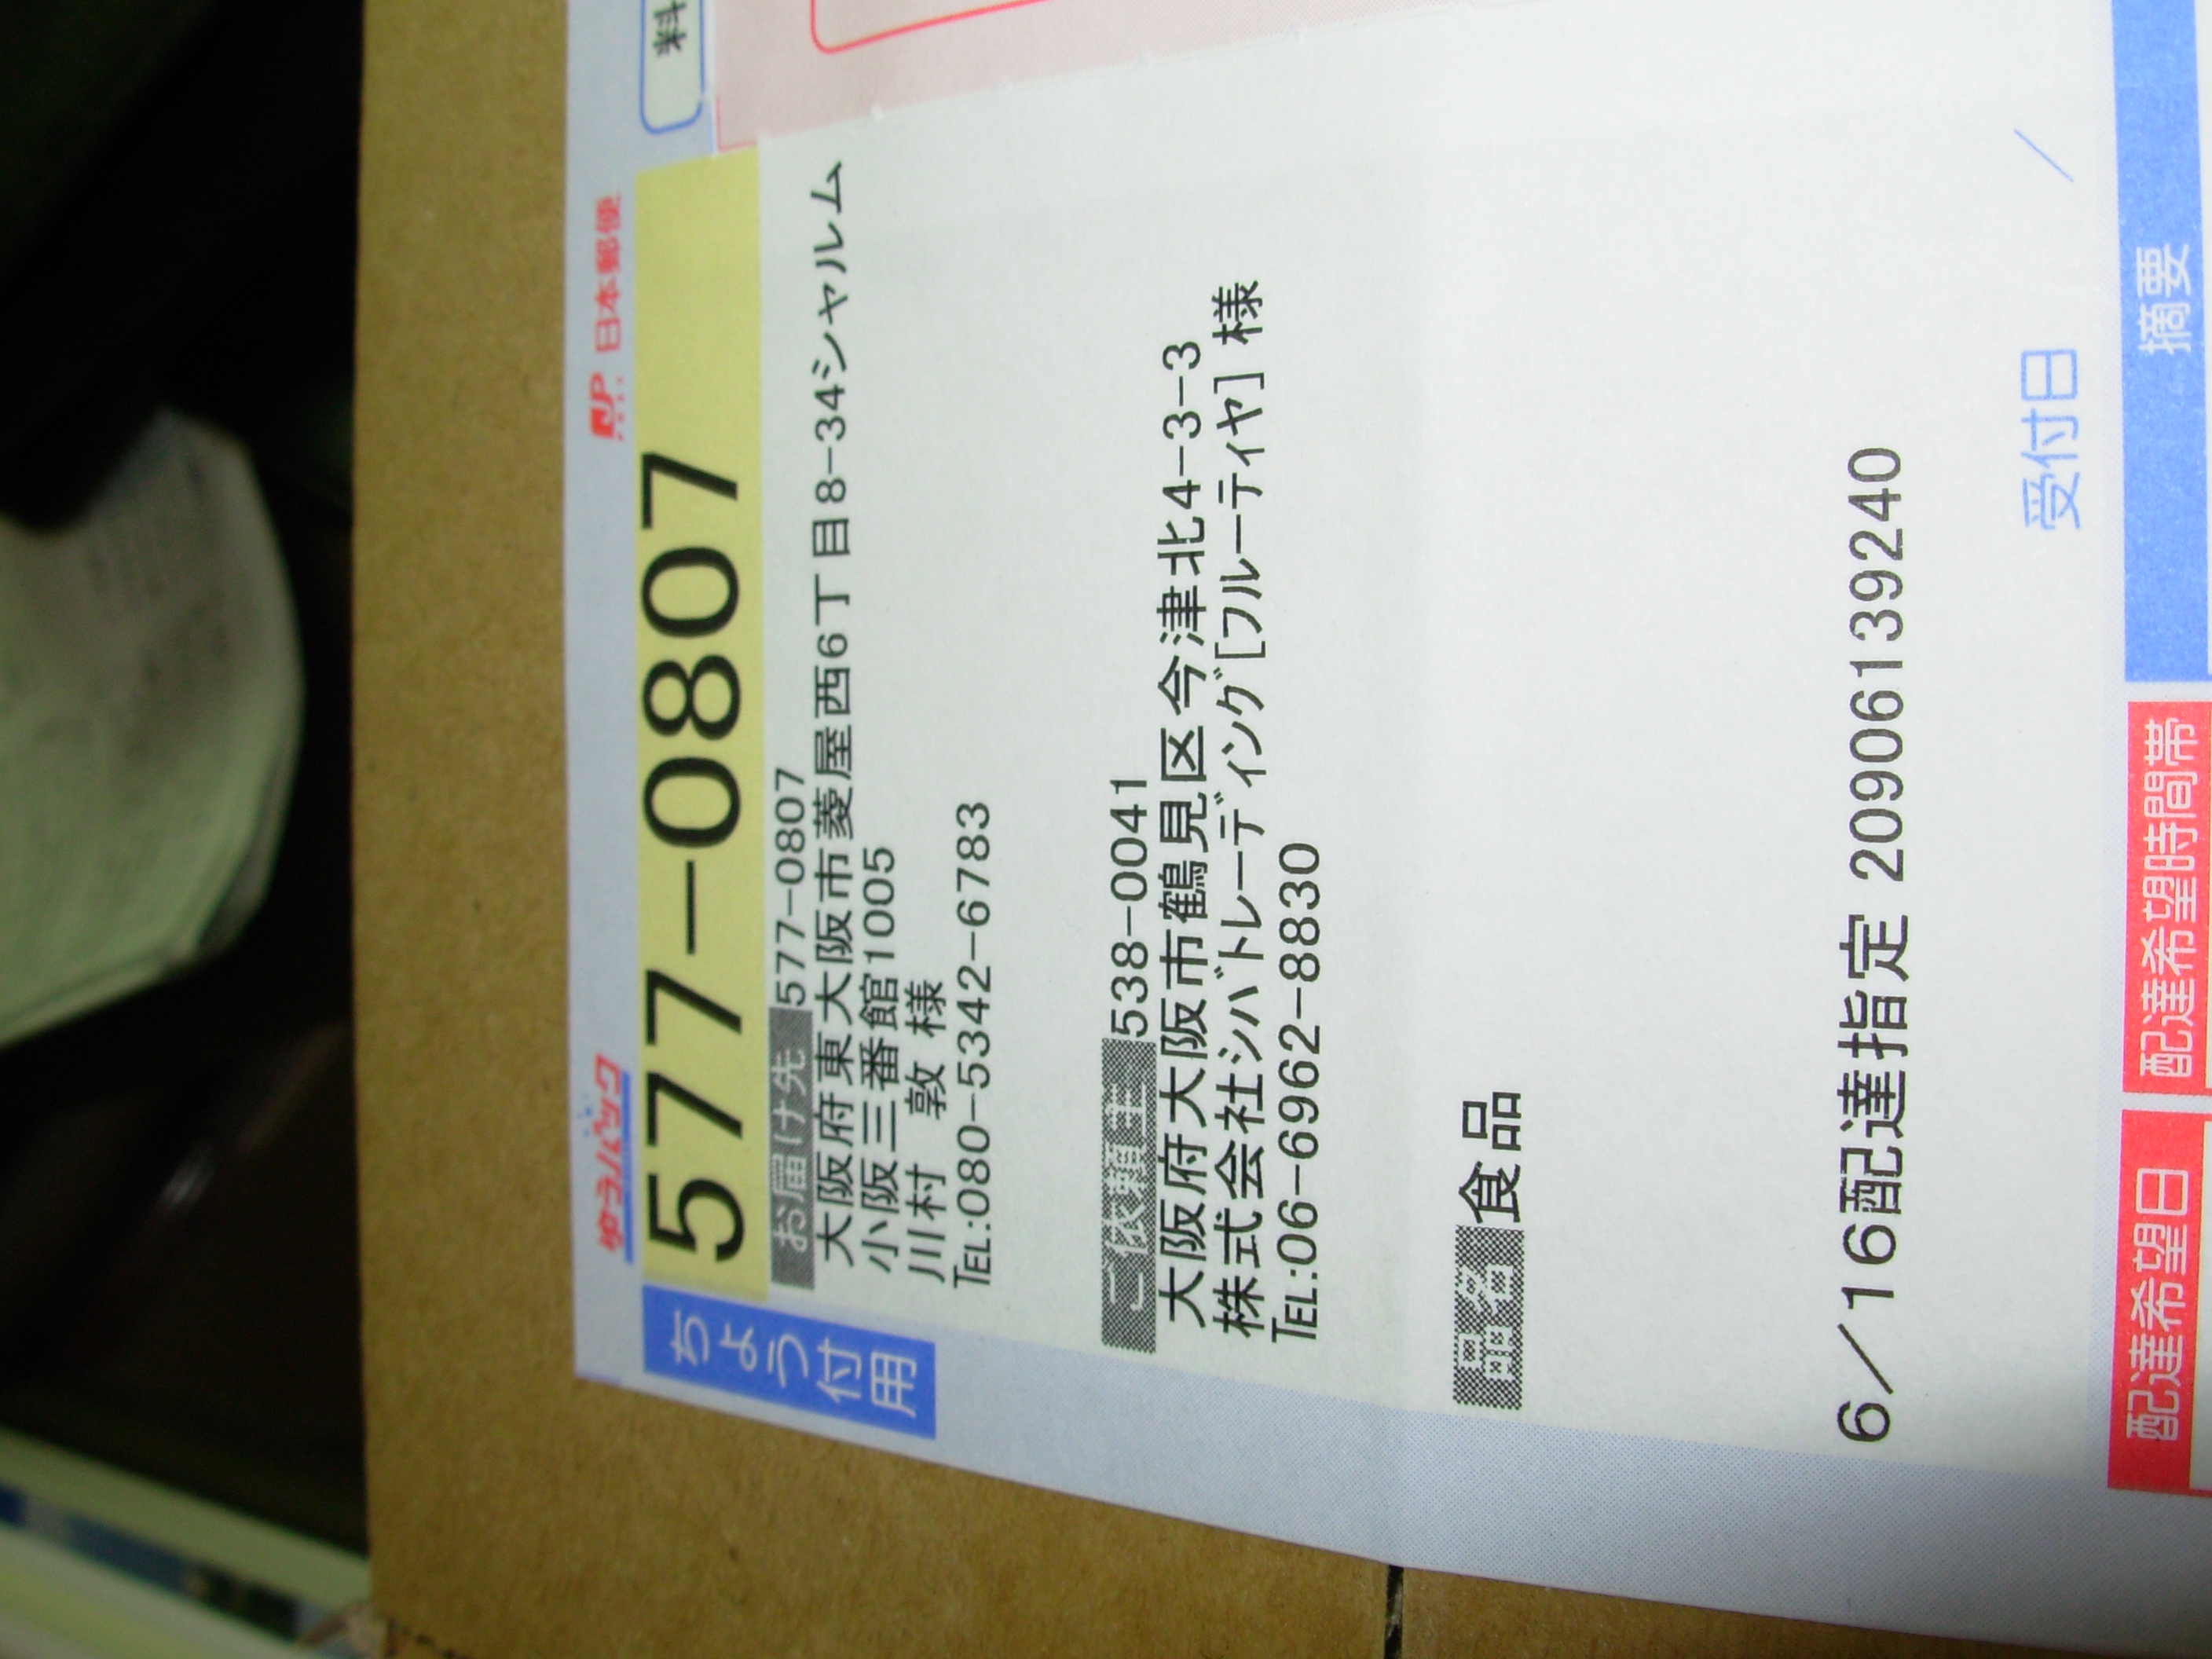 ゆうパック JP 日本郵便
ちょう付用
料
577-0807
お届け先 577-0807
大阪府東大阪市菱屋西6丁目8-34シャルム
小阪三番館1005
川村 敦 様
TEL:080-5342-6783
ご依頼主 538-0041
大阪府大阪市鶴見区今津北4-3-3
株式会社シバトレーディング[フルーティヤ] 様
TEL:06-6962-8830
品名 食品
6/16配達指定 20906139240
受付日 /
配達希望日 配達希望時間帯 摘要